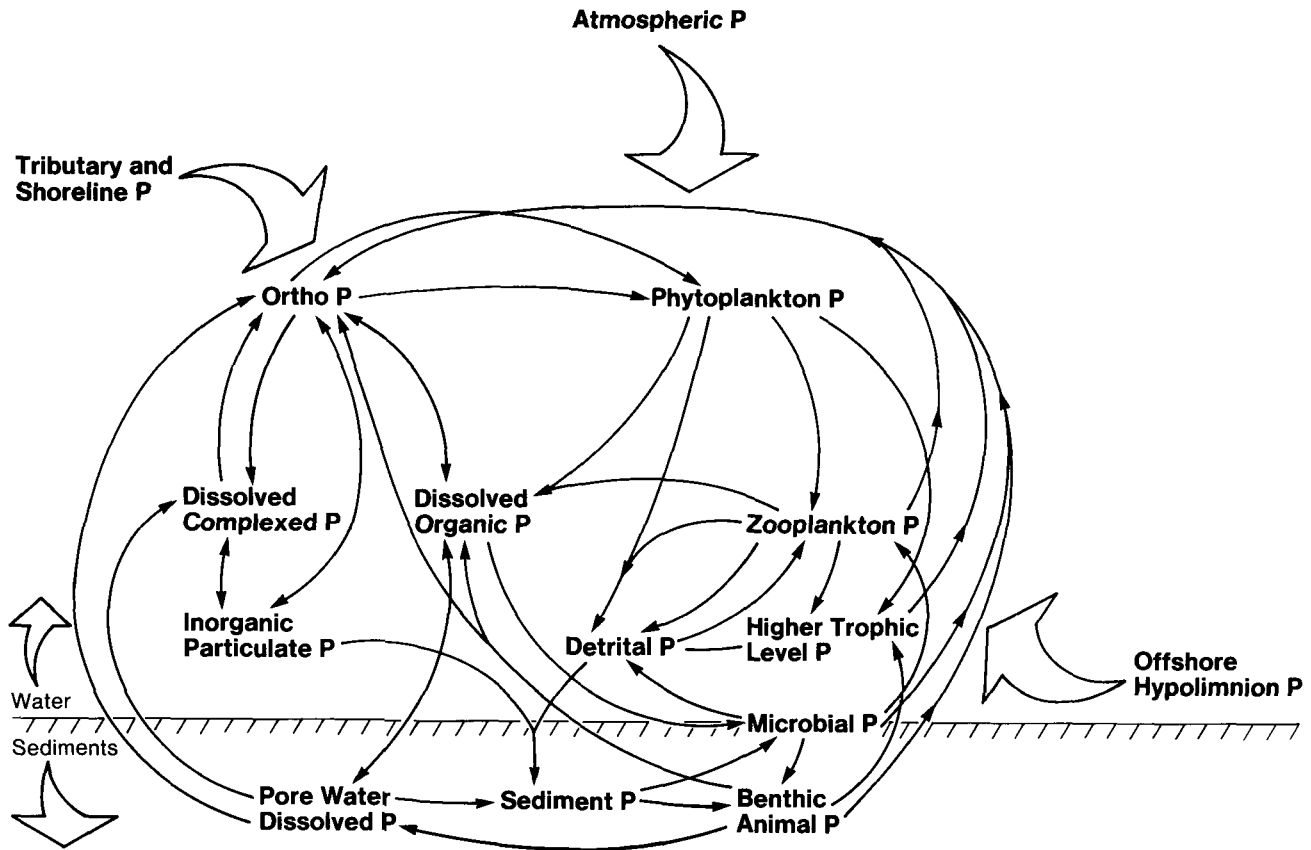 Atmospheric P
Tributary and
Shoreline P
Ortho P
Phytoplankton P
Dissolved
Complexed P
Dissolved
Organic P
Zooplankton P
Inorganic
Particulate P
Detrital P
Higher Trophic
Level P
Offshore
Hypolimnion P
Water
Microbial P
Sediments
Pore Water
Dissolved P
Sediment P
Benthic
Animal P